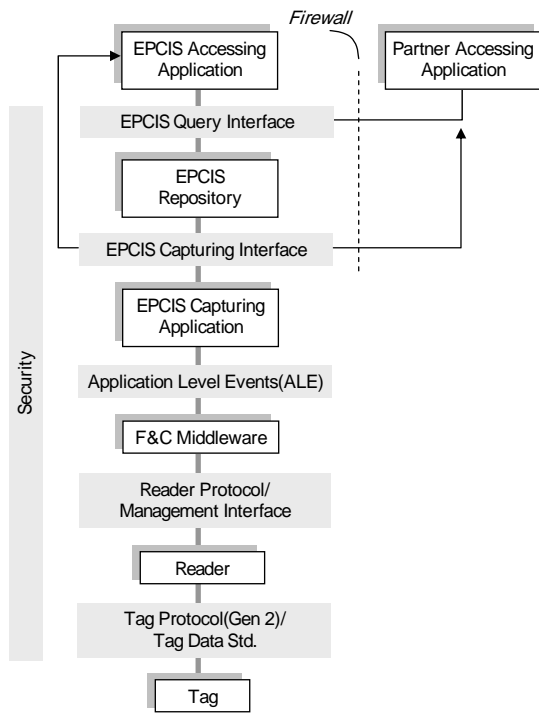 Firewall
EPCIS Accessing
Application
Partner Accessing
Application
EPCIS Query Interface
EPCIS
Repository
EPCIS Capturing Interface
EPCIS Capturing
Application
Security
Application Level Events(ALE)
F&C Middleware
Reader Protocol/
Management Interface
Reader
Tag Protocol(Gen 2)/
Tag Data Std.
Tag